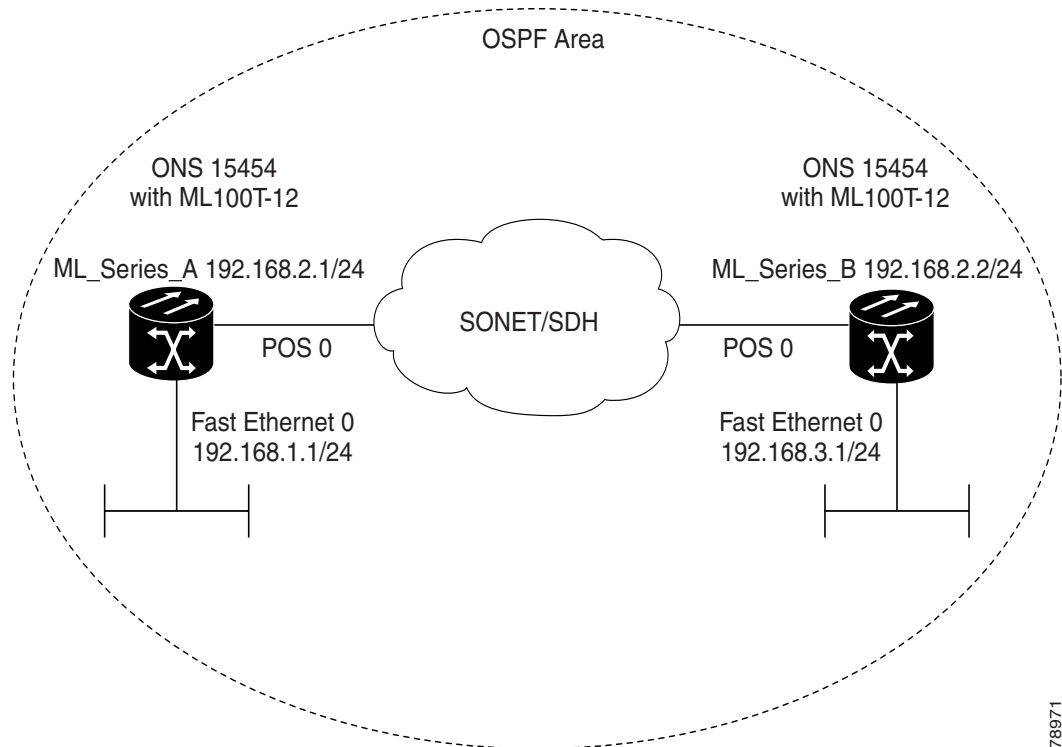 OSPF Area
ONS 15454
with ML100T-12
ONS 15454
with ML100T-12
ML_Series_A 192.168.2.1/24
ML_Series_B 192.168.2.2/24
SONET/SDH
POS 0
POS 0
Fast Ethernet 0
192.168.1.1/24
Fast Ethernet 0
192.168.3.1/24
78971